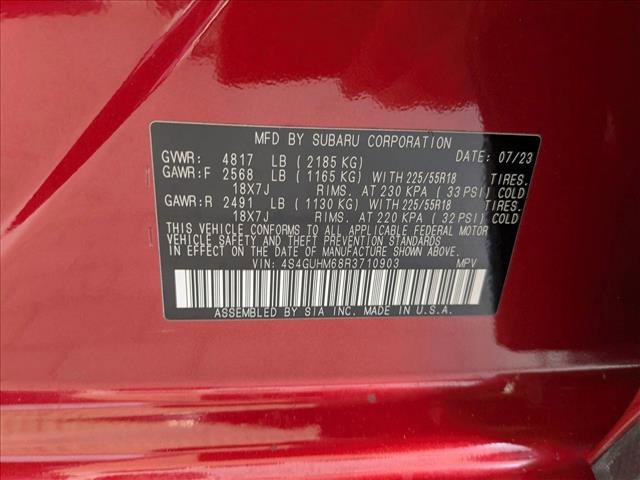 MFD BY SUBARU CORPORATION
GVWR: 4817 LB ( 2185 KG) DATE: 07/23
GAWR:F 2568 LB ( 1165 KG) WITH 225/55R18 TIRES.
18X7J RIMS. AT 230 KPA ( 33 PSI) COLD
GAWR:R 2491 LB ( 1130 KG) WITH 225/55R18 TIRES.
18X7J RIMS. AT 220 KPA ( 32 PSI) COLD
THIS VEHICLE CONFORMS TO ALL APPLICABLE FEDERAL MOTOR
VEHICLE SAFETY AND THEFT PREVENTION STANDARDS IN EFFECT
ON THE DATE OF MANUFACTURE SHOWN ABOVE.
VIN: 4S4GUHM68R3710903 MPV
ASSEMBLED BY SIA INC. MADE IN U.S.A.